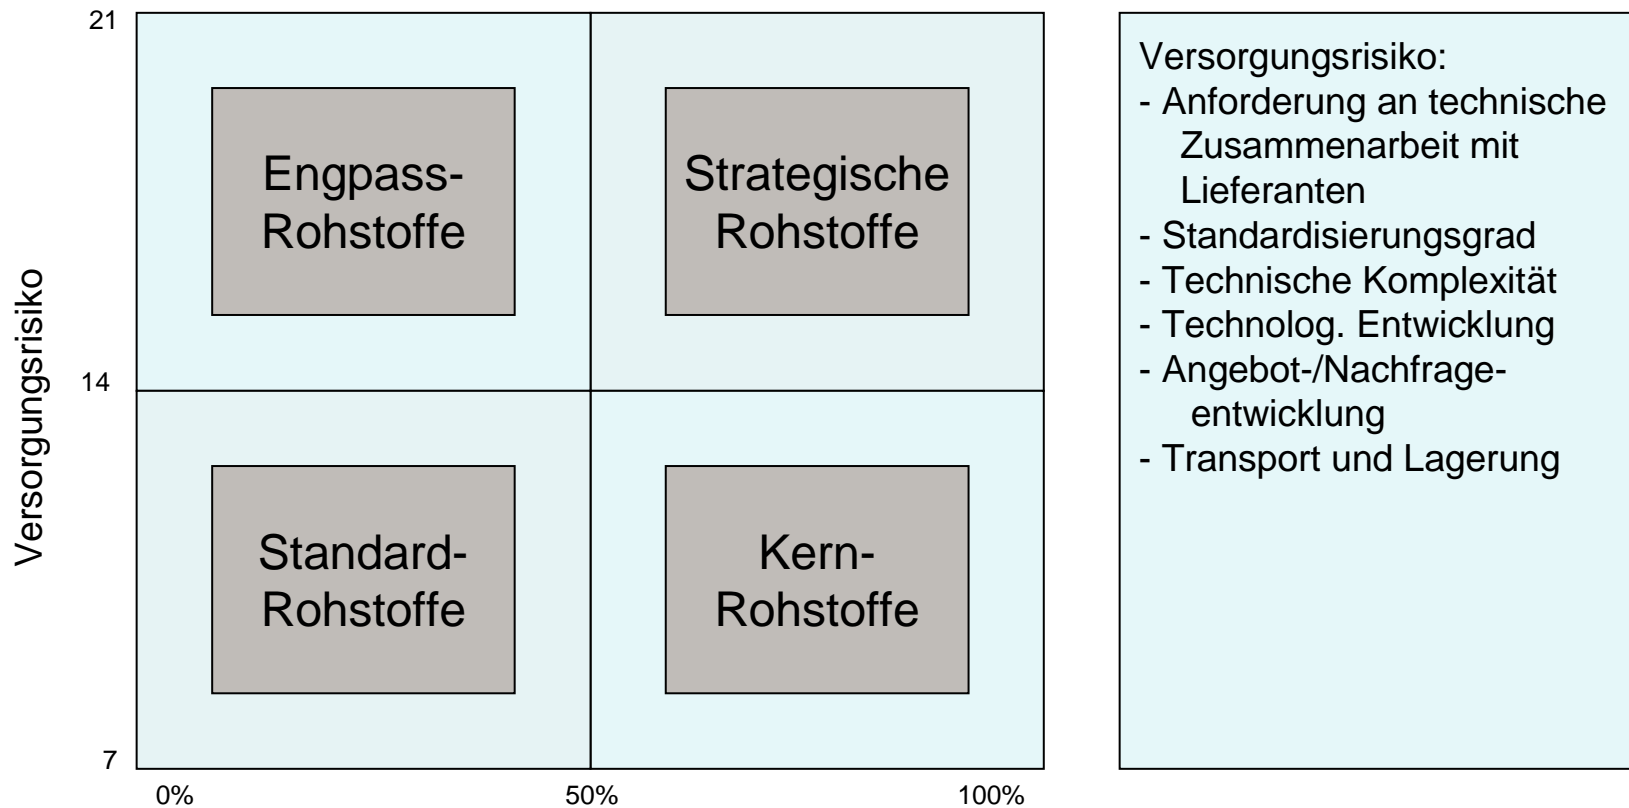 21
14
7
Versorgungsrisiko
Engpass-
Rohstoffe
Strategische
Rohstoffe
Standard-
Rohstoffe
Kern-
Rohstoffe
0%
50%
100%
Versorgungsrisiko:
- Anforderung an technische
Zusammenarbeit mit
Lieferanten
- Standardisierungsgrad
- Technische Komplexität
- Technolog. Entwicklung
- Angebot-/Nachfrage-
entwicklung
- Transport und Lagerung